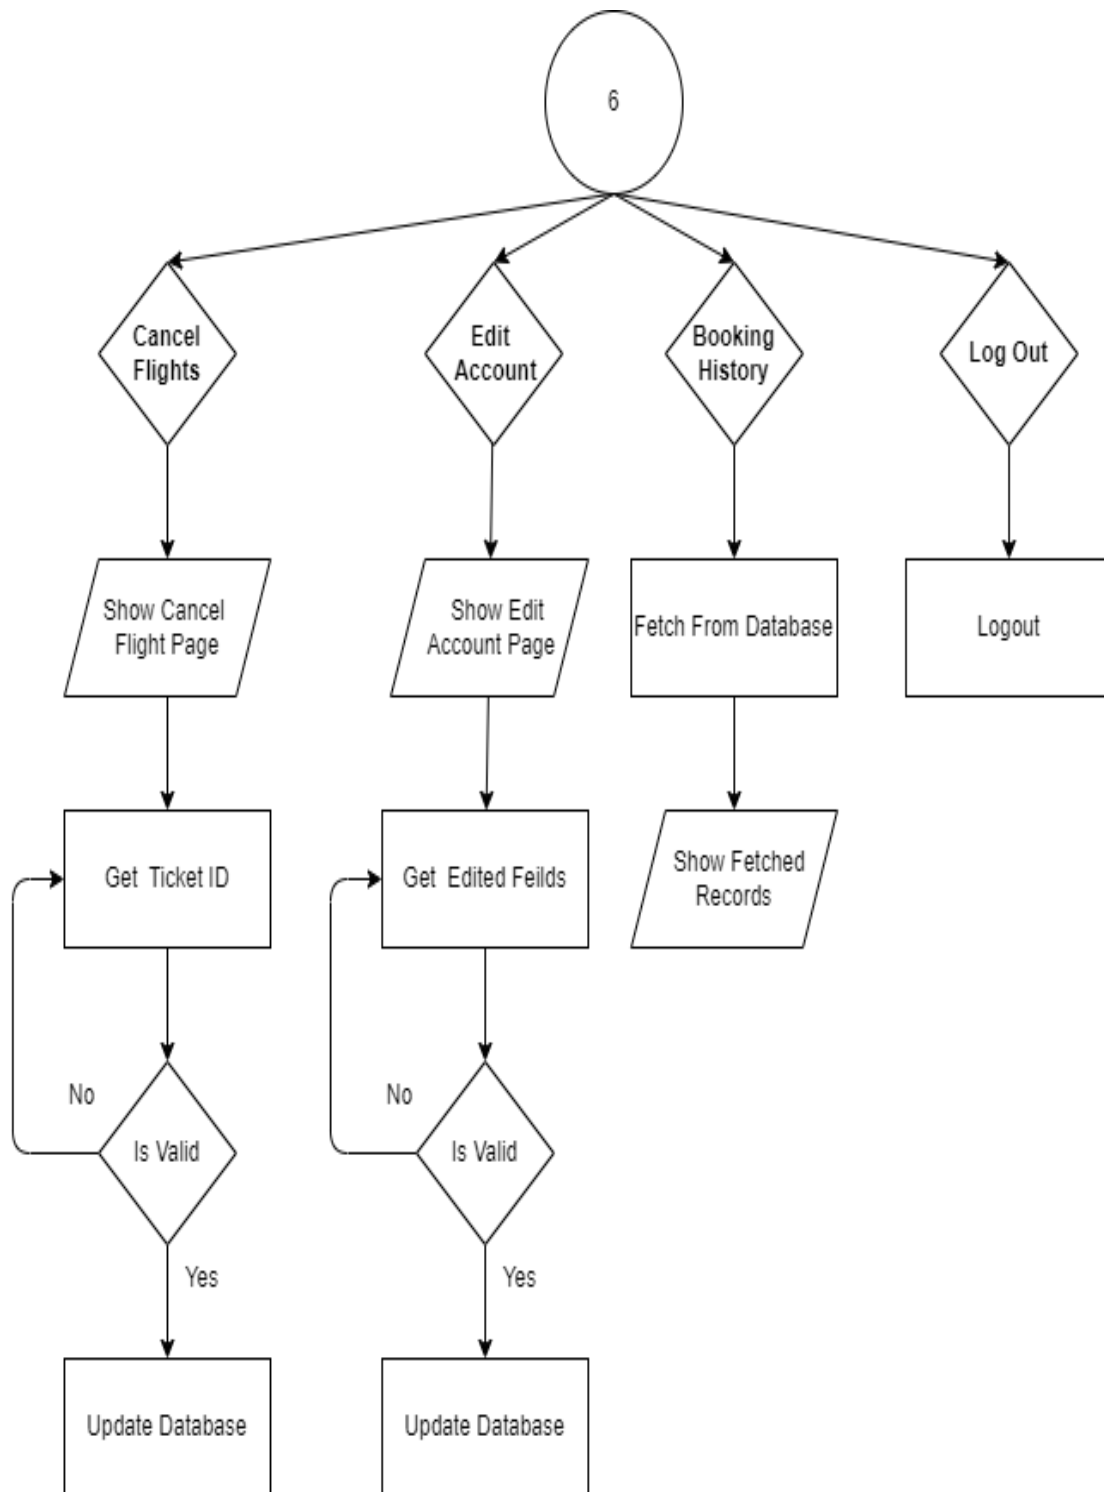 6
Cancel
Flights
Edit
Account
Booking
History
Log Out
Show Cancel
Flight Page
Show Edit
Account Page
Fetch From Database
Logout
Get  Ticket ID
Get  Edited Feilds
Show Fetched
Records
No
Is Valid
Yes
No
Is Valid
Yes
Update Database
Update Database